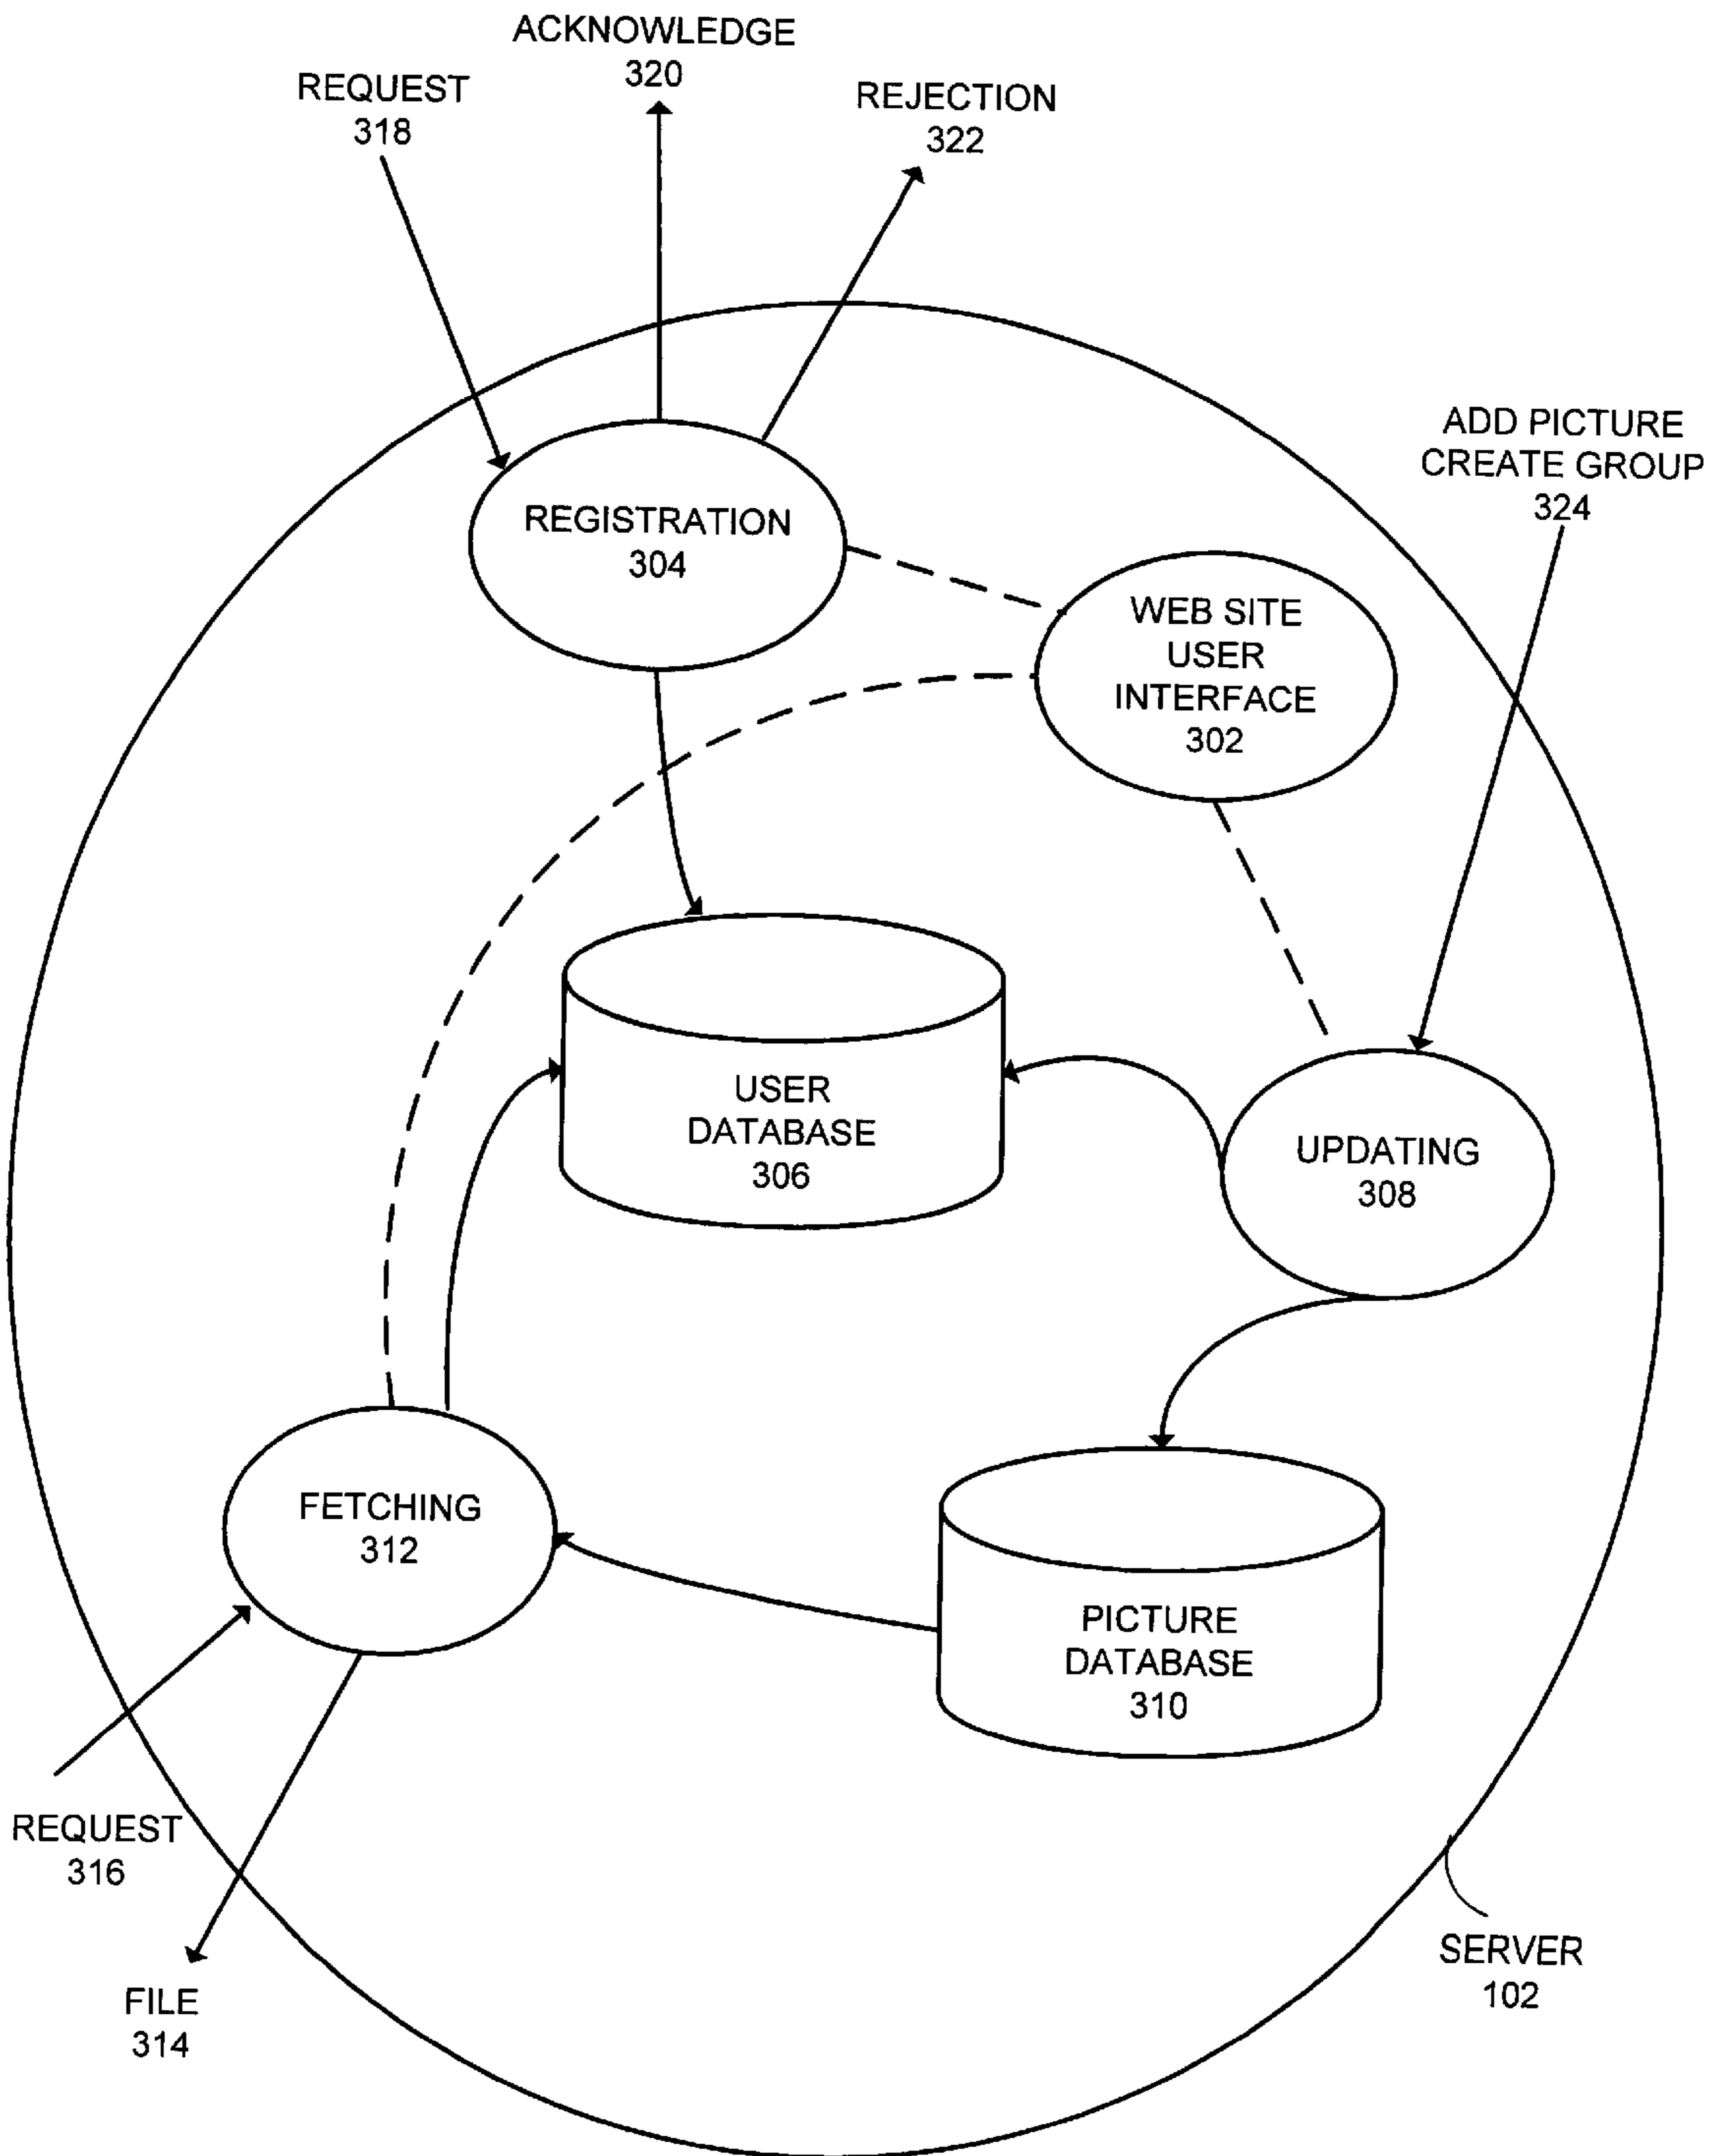 ACKNOWLEDGE
320
REQUEST
318
REJECTION
322
ADD PICTURE
CREATE GROUP
324
REGISTRATION
304
WEB SITE
USER
INTERFACE
302
USER
DATABASE
306
UPDATING
308
FETCHING
312
PICTURE
DATABASE
310
REQUEST
316
SERVER
102
FILE
314